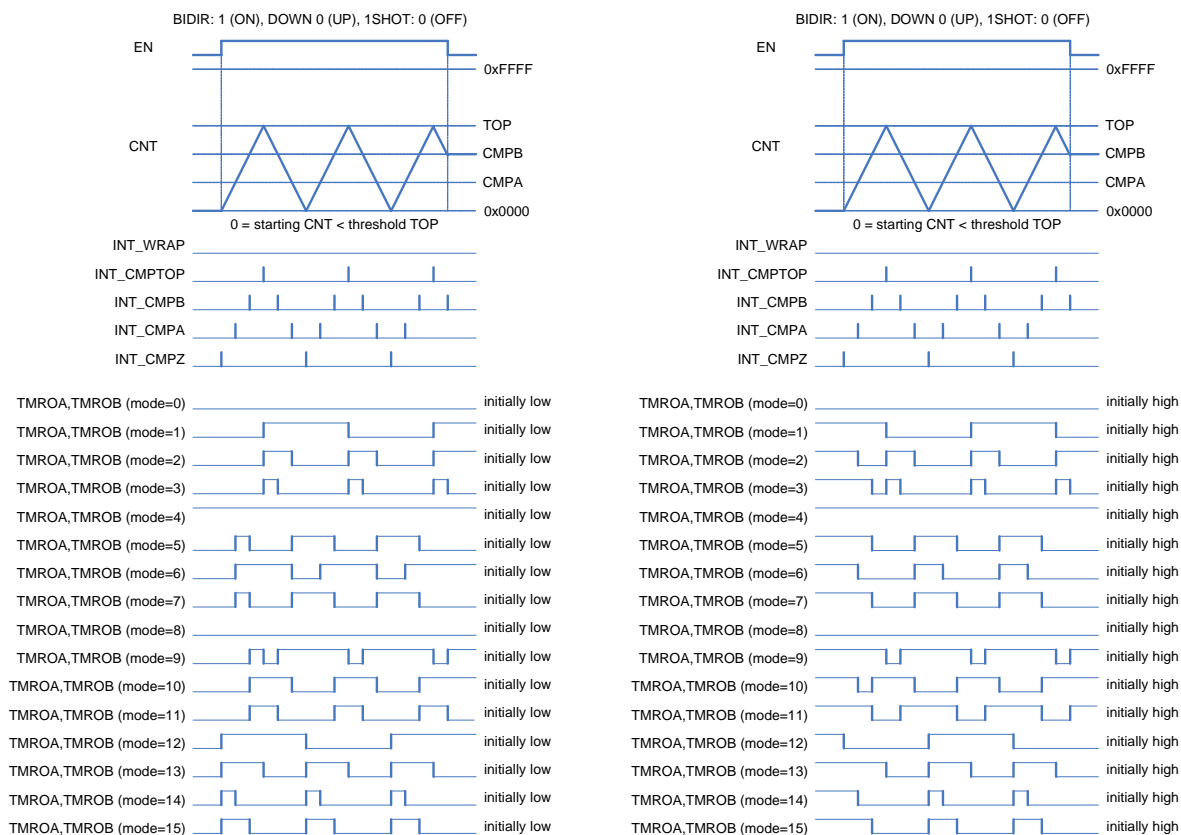 BIDIR: 1 (ON), DOWN 0 (UP), 1SHOT: 0 (OFF)
EN
0xFFFF
TOP
CNT
CMPB
CMPA
0x0000
0 = starting CNT < threshold TOP
INT_WRAP
INT_CMPTOP
INT_CMPB
INT_CMPA
INT_CMPZ
TMROA,TMROB (mode=0) initially low
TMROA,TMROB (mode=1) initially low
TMROA,TMROB (mode=2) initially low
TMROA,TMROB (mode=3) initially low
TMROA,TMROB (mode=4) initially low
TMROA,TMROB (mode=5) initially low
TMROA,TMROB (mode=6) initially low
TMROA,TMROB (mode=7) initially low
TMROA,TMROB (mode=8) initially low
TMROA,TMROB (mode=9) initially low
TMROA,TMROB (mode=10) initially low
TMROA,TMROB (mode=11) initially low
TMROA,TMROB (mode=12) initially low
TMROA,TMROB (mode=13) initially low
TMROA,TMROB (mode=14) initially low
TMROA,TMROB (mode=15) initially low
BIDIR: 1 (ON), DOWN 0 (UP), 1SHOT: 0 (OFF)
EN
0xFFFF
TOP
CNT
CMPB
CMPA
0x0000
0 = starting CNT < threshold TOP
INT_WRAP
INT_CMPTOP
INT_CMPB
INT_CMPA
INT_CMPZ
TMROA,TMROB (mode=0) initially high
TMROA,TMROB (mode=1) initially high
TMROA,TMROB (mode=2) initially high
TMROA,TMROB (mode=3) initially high
TMROA,TMROB (mode=4) initially high
TMROA,TMROB (mode=5) initially high
TMROA,TMROB (mode=6) initially high
TMROA,TMROB (mode=7) initially high
TMROA,TMROB (mode=8) initially high
TMROA,TMROB (mode=9) initially high
TMROA,TMROB (mode=10) initially high
TMROA,TMROB (mode=11) initially high
TMROA,TMROB (mode=12) initially high
TMROA,TMROB (mode=13) initially high
TMROA,TMROB (mode=14) initially high
TMROA,TMROB (mode=15) initially high